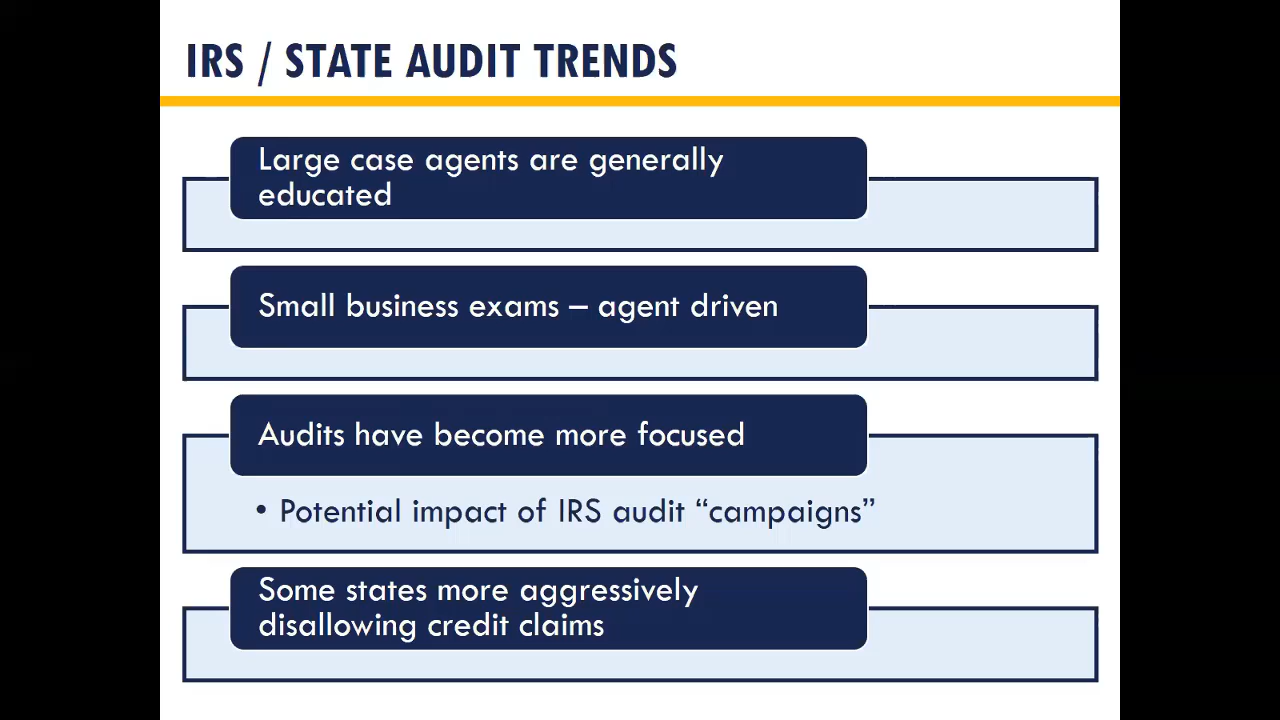 IRS / STATE AUDIT TRENDS
Large case agents are generally
educated
Small business exams – agent driven
Audits have become more focused
• Potential impact of IRS audit “campaigns”
Some states more aggressively
disallowing credit claims